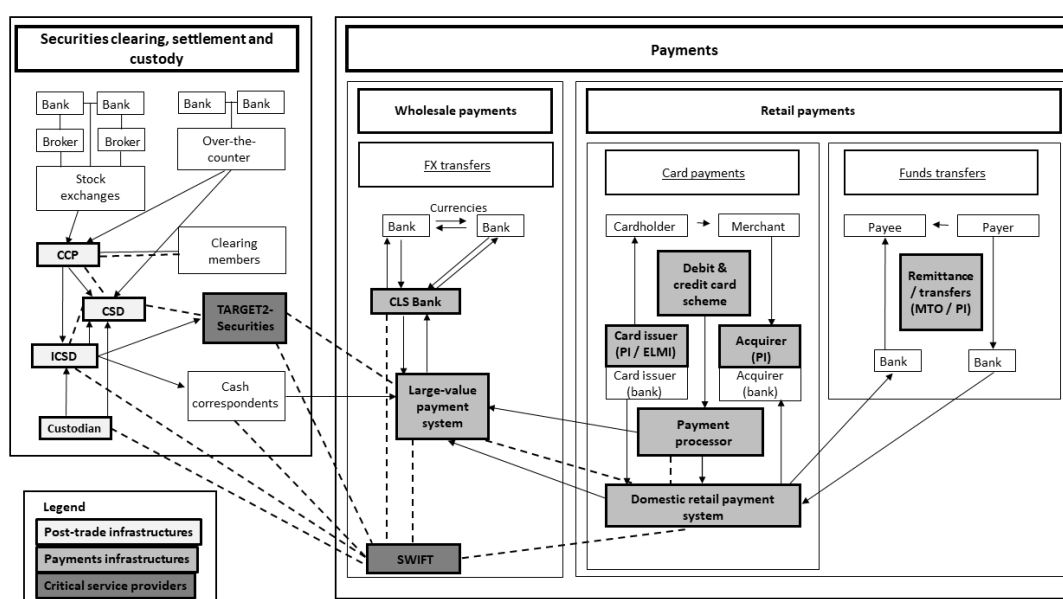 Securities clearing, settlement and
custody
Bank
Bank
Bank
Bank
Broker
Broker
Over-the-
counter
Stock
exchanges
CCP
Clearing
members
CSD
TARGET2-
Securities
ICSD
Cash
correspondents
Custodian
Legend
Post-trade infrastructures
Payments infrastructures
Critical service providers
Payments
Wholesale payments
FX transfers
Currencies
Bank
Bank
CLS Bank
Large-value
payment
system
SWIFT
Retail payments
Card payments
Cardholder
Merchant
Debit &
credit card
scheme
Card issuer
(PI / ELMI)
Card issuer
(bank)
Acquirer
(PI)
Acquirer
(bank)
Payment
processor
Domestic retail payment
system
Funds transfers
Payee
Payer
Remittance
/ transfers
(MTO / PI)
Bank
Bank